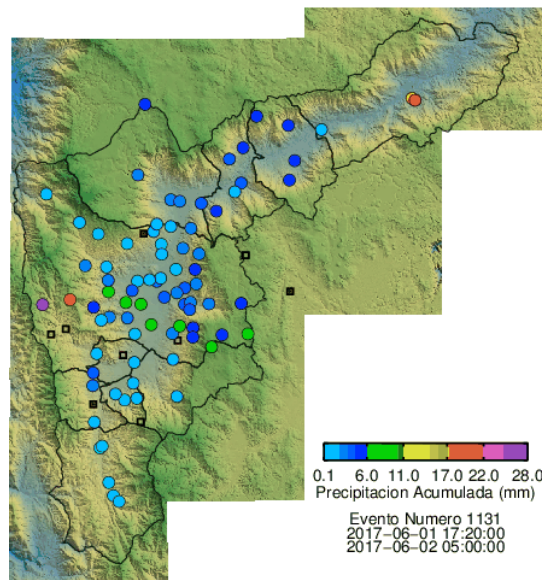 0.1 6.0 11.0 17.0 22.0 28.0
Precipitacion Acumulada (mm)
Evento Numero 1131
2017-06-01 17:20:00
2017-06-02 05:00:00